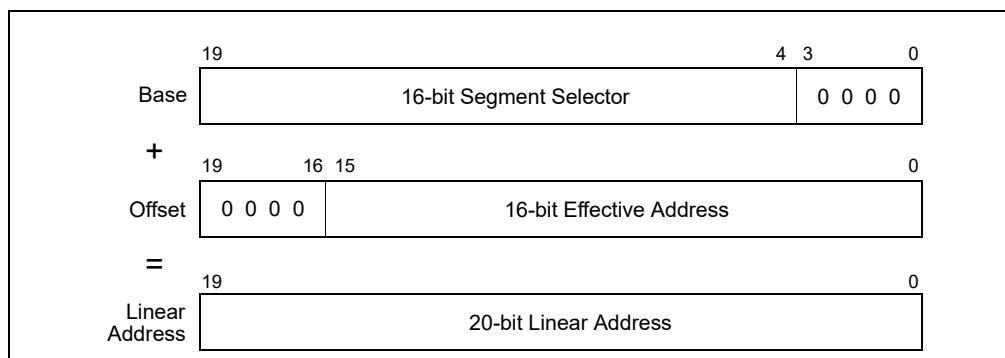 19 4 3 0
Base 16-bit Segment Selector 0 0 0 0
+
19 16 15 0
Offset 0 0 0 0 16-bit Effective Address
=
19 0
Linear
Address 20-bit Linear Address